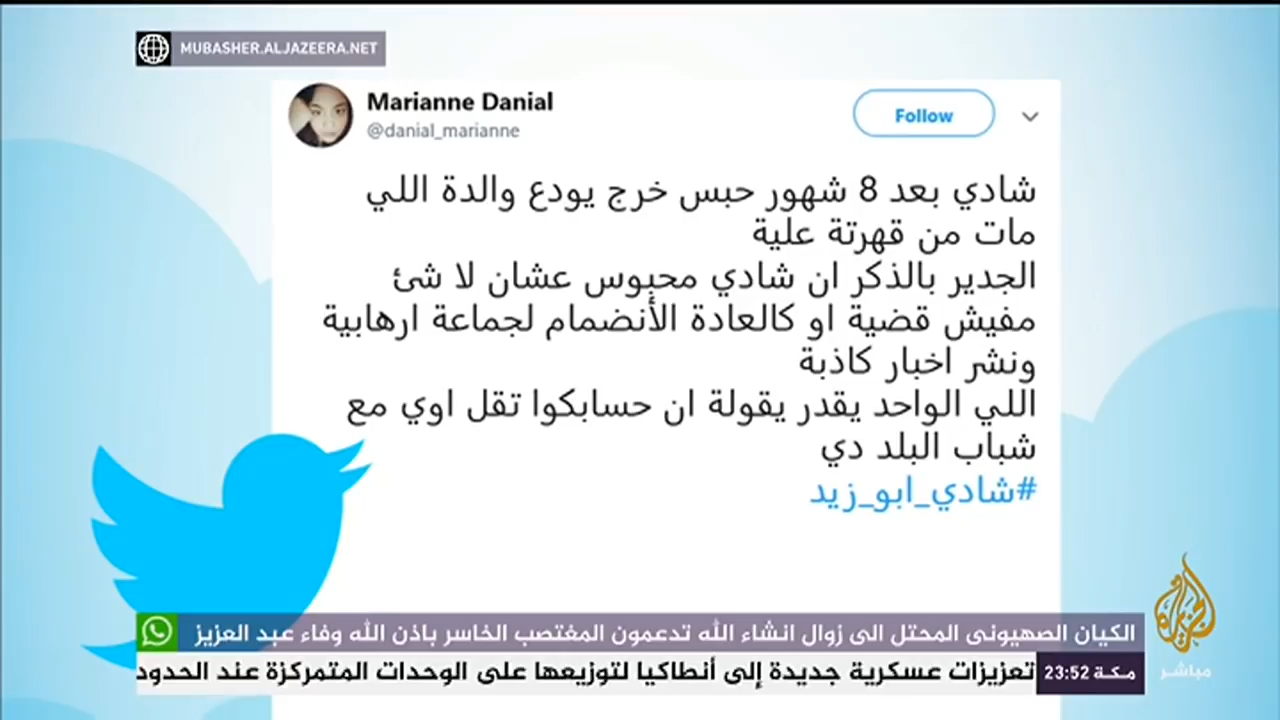 MUBASHER.ALJAZEERA.NET
Marianne Danial
@danial_marianne
Follow
شادي بعد 8 شهور حبس خرج يودع والدة اللي
مات من قهرتة علية
الجدير بالذكر ان شادي محبوس عشان لا شئ
مفيش قضية او كالعادة الأنضمام لجماعة ارهابية
ونشر اخبار كاذبة
اللي الواحد يقدر يقولة ان حسابكوا تقل اوي مع
شباب البلد دي
#شادي_ابو_زيد
الجزيرة
مباشر
الكيان الصهيونى المحتل الى زوال انشاء الله تدعمون المغتصب الخاسر باذن الله وفاء عبد العزيز
مكة 23:52
تعزيزات عسكرية جديدة إلى أنطاكيا لتوزيعها على الوحدات المتمركزة عند الحدود